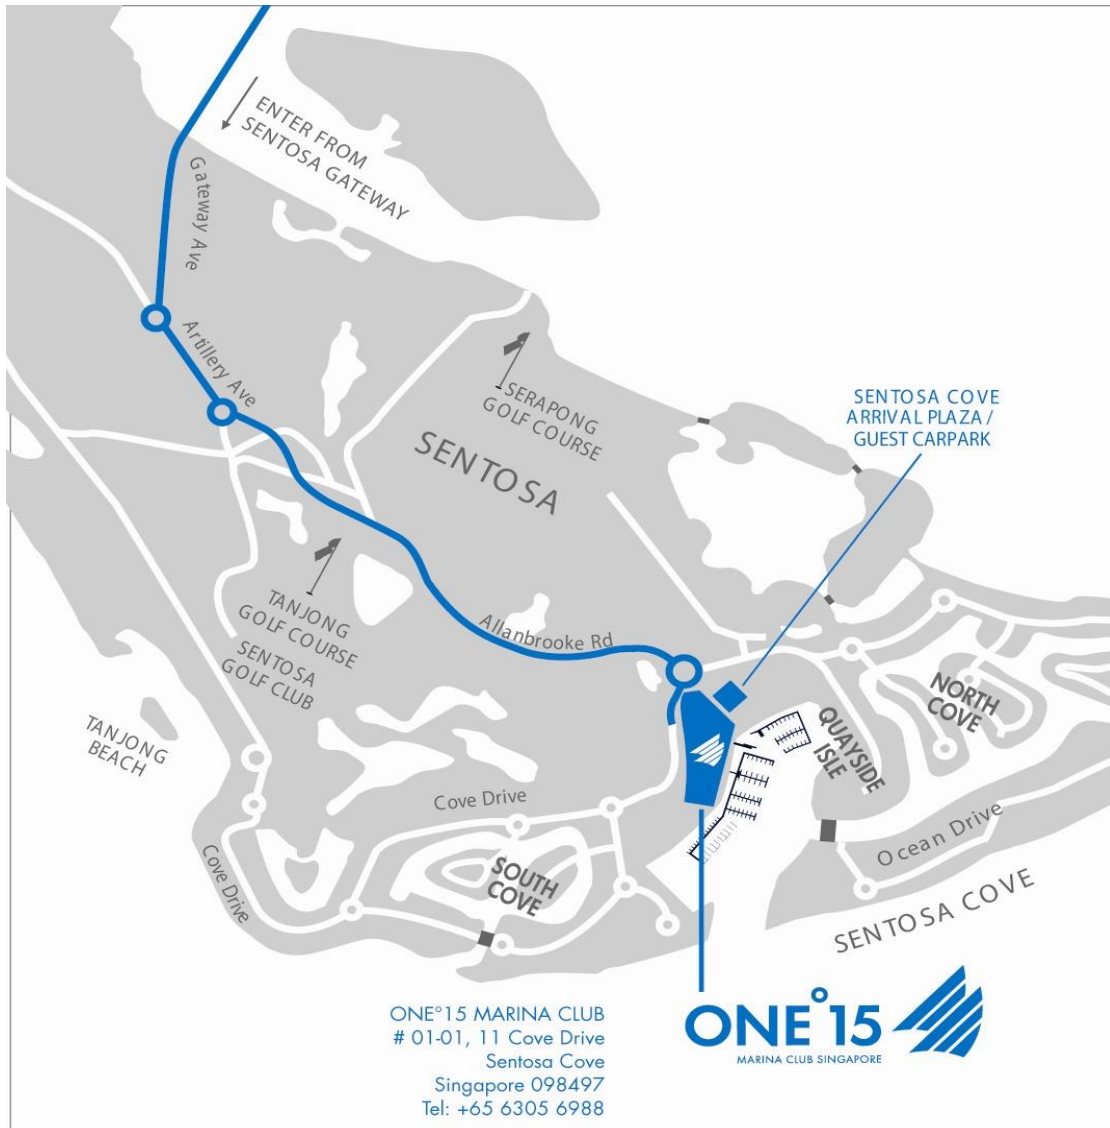 ENTER FROM
SENTOSA GATEWAY
Gateway Ave
Artillery Ave
SERAPONG
GOLF COURSE
SENTOSA
SENTOSA COVE
ARRIVAL PLAZA /
GUEST CARPARK
TANJONG
GOLF COURSE
SENTOSA
GOLF CLUB
Allanbrooke Rd
TANJONG
BEACH
NORTH
COVE
QUAYSIDE
ISLE
Cove Drive
Cove Drive
SOUTH
COVE
Ocean Drive
SENTOSA COVE
ONE°15 MARINA CLUB
# 01-01, 11 Cove Drive
Sentosa Cove
Singapore 098497
Tel: +65 6305 6988
ONE°15
MARINA CLUB SINGAPORE